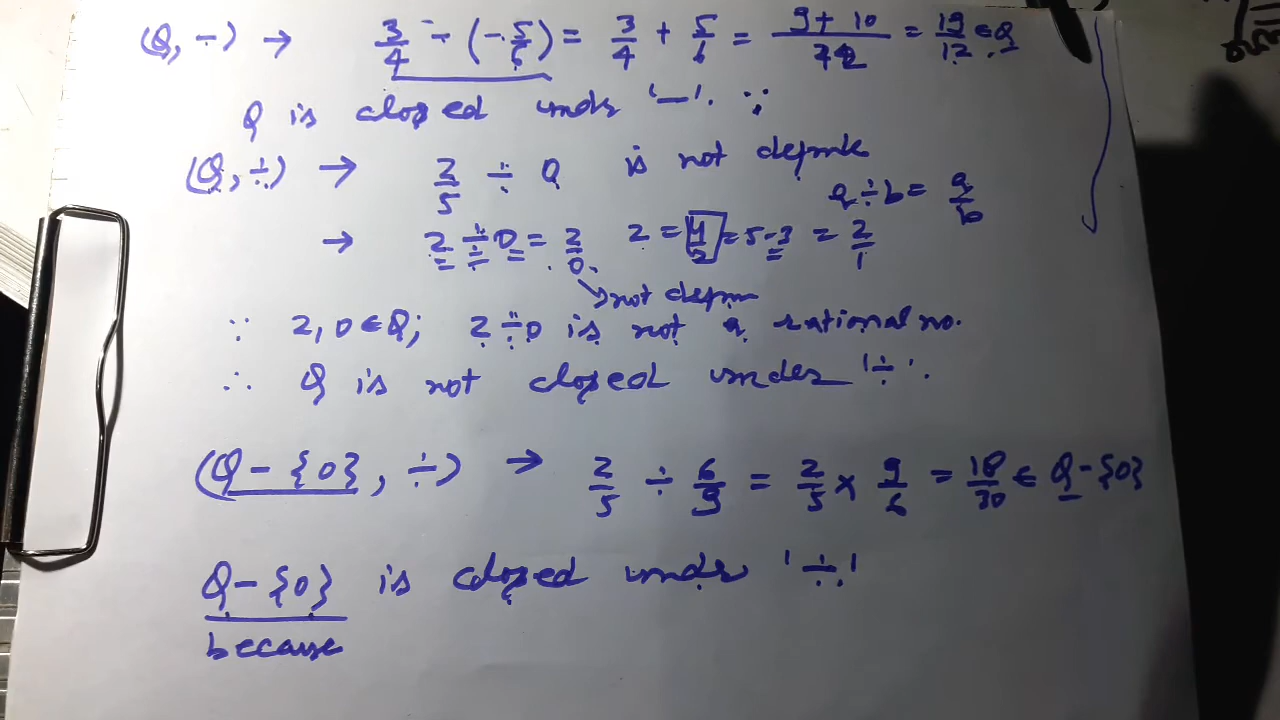 (Q, −) → 3/4 − (−5/6) = 3/4 + 5/6 = 9+10/12 = 19/12 ∈ Q
Q is closed under '—'. ∵
(Q, ÷) → 2/5 ÷ 0 is not define
a ÷ b = a/b
→ 2 ÷ 0 = 2/0. 2 = 4/2 = 5-3 = 2/1
not defin
∵ 2, 0 ∈ Q; 2 ÷ 0 is not a rational no.
∴ Q is not closed under '÷'.
(Q − {0}, ÷) → 2/5 ÷ 6/9 = 2/5 × 9/6 = 18/30 ∈ Q − {0}
Q − {0} is closed under '÷'
because